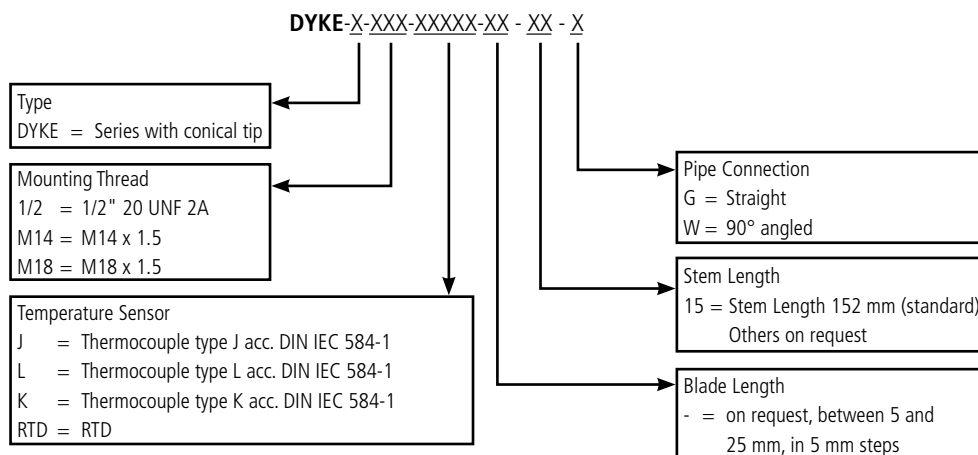 DYKE-X-XXX-XXXXX-XX - XX - X
Type
DYKE = Series with conical tip
Mounting Thread
1/2 = 1/2" 20 UNF 2A
M14 = M14 x 1.5
M18 = M18 x 1.5
Temperature Sensor
J = Thermocouple type J acc. DIN IEC 584-1
L = Thermocouple type L acc. DIN IEC 584-1
K = Thermocouple type K acc. DIN IEC 584-1
RTD = RTD
Pipe Connection
G = Straight
W = 90° angled
Stem Length
15 = Stem Length 152 mm (standard)
Others on request
Blade Length
- = on request, between 5 and
25 mm, in 5 mm steps